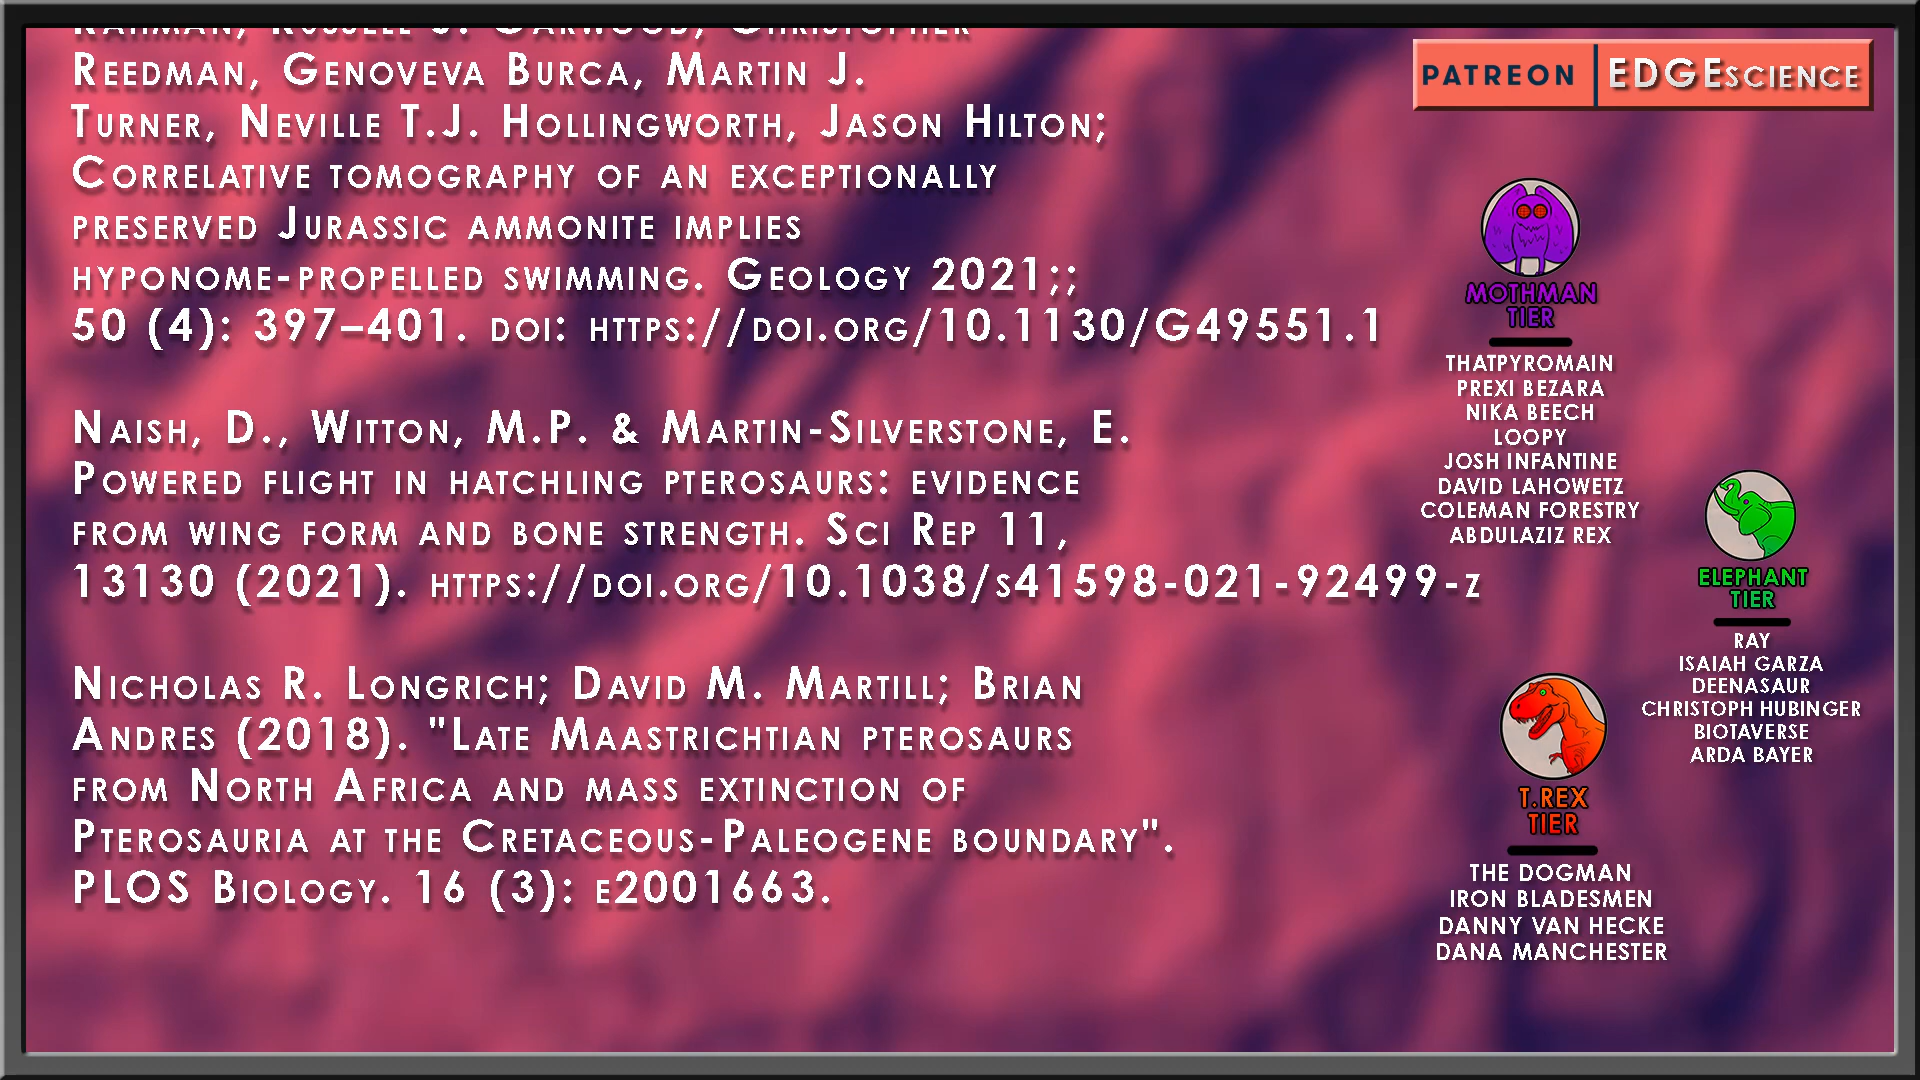 Rahman, Russell J. Garwood, Christopher
Reedman, Genoveva Burca, Martin J.
Turner, Neville T.J. Hollingworth, Jason Hilton;
Correlative tomography of an exceptionally
preserved Jurassic ammonite implies
hyponome-propelled swimming. Geology 2021;;
50 (4): 397–401. doi: https://doi.org/10.1130/G49551.1
Naish, D., Witton, M.P. & Martin-Silverstone, E.
Powered flight in hatchling pterosaurs: evidence
from wing form and bone strength. Sci Rep 11,
13130 (2021). https://doi.org/10.1038/s41598-021-92499-z
Nicholas R. Longrich; David M. Martill; Brian
Andres (2018). "Late Maastrichtian pterosaurs
from North Africa and mass extinction of
Pterosauria at the Cretaceous-Paleogene boundary".
PLOS Biology. 16 (3): e2001663.
PATREON | EDGEscience
MOTHMAN
TIER
THATPYROMAIN
PREXI BEZARA
NIKA BEECH
LOOPY
JOSH INFANTINE
DAVID LAHOWETZ
COLEMAN FORESTRY
ABDULAZIZ REX
ELEPHANT
TIER
RAY
ISAIAH GARZA
DEENASAUR
CHRISTOPH HUBINGER
BIOTAVERSE
ARDA BAYER
T.REX
TIER
THE DOGMAN
IRON BLADESMEN
DANNY VAN HECKE
DANA MANCHESTER